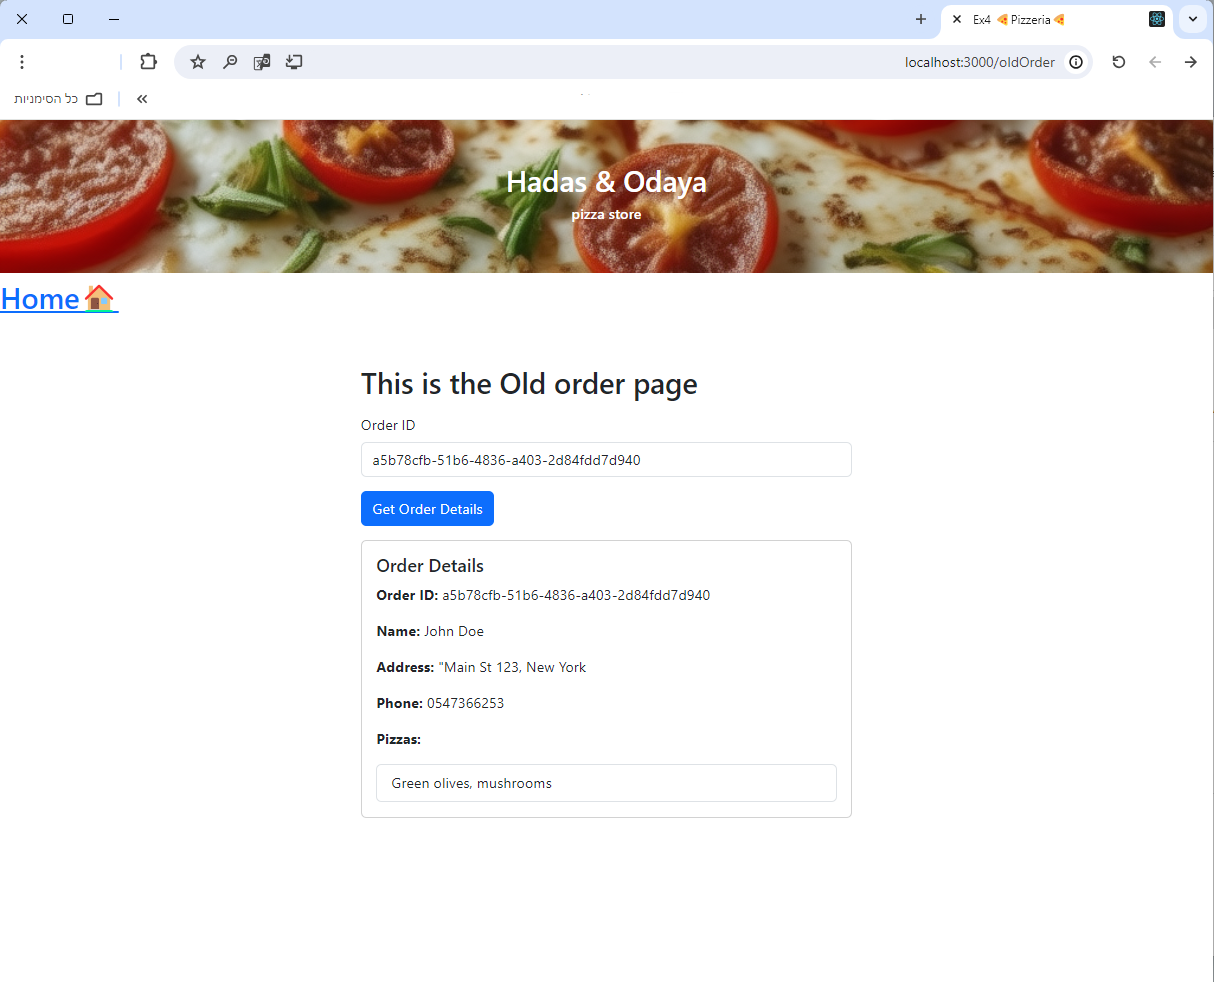 Ex4 🍕Pizzeria🍕
localhost:3000/oldOrder
כל הסימניות
Hadas & Odaya
pizza store
Home🏠
This is the Old order page
Order ID
a5b78cfb-51b6-4836-a403-2d84fdd7d940
Get Order Details
Order Details
Order ID: a5b78cfb-51b6-4836-a403-2d84fdd7d940
Name: John Doe
Address: "Main St 123, New York
Phone: 0547366253
Pizzas:
Green olives, mushrooms